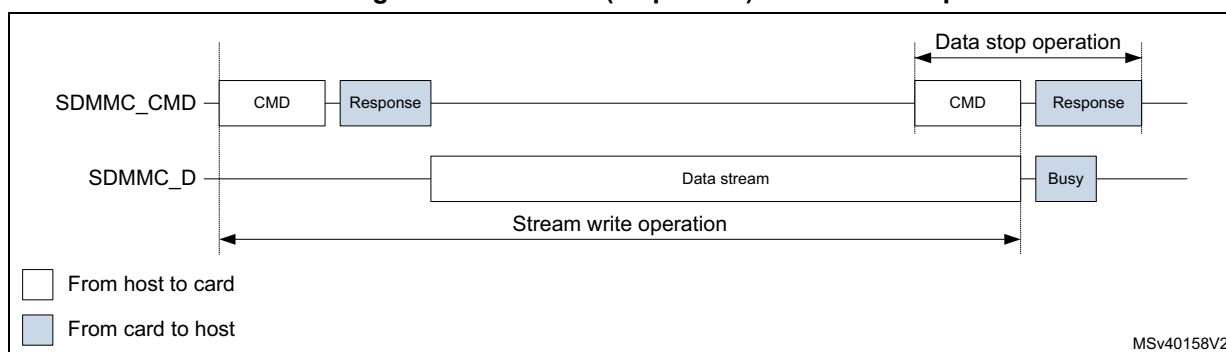 Data stop operation
SDMMC_CMD CMD Response CMD Response
SDMMC_D Data stream Busy
Stream write operation
From host to card
From card to host
MSv40158V2